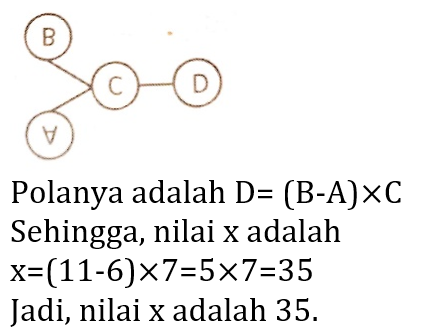 B
C D
A
Polanya adalah D= (B-A)×C
Sehingga, nilai x adalah
x=(11-6)×7=5×7=35
Jadi, nilai x adalah 35.